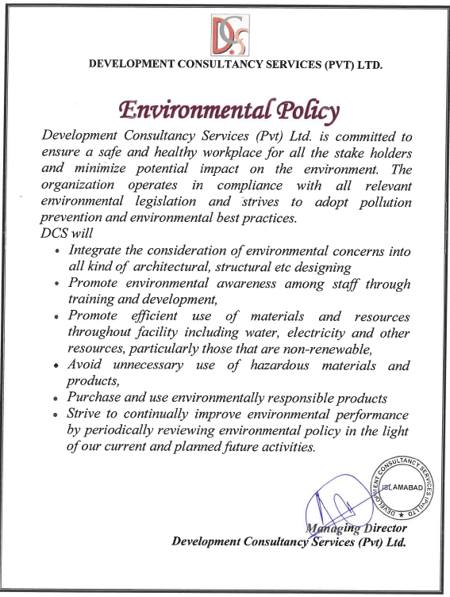 DCS
DEVELOPMENT CONSULTANCY SERVICES (PVT) LTD.
Environmental Policy
Development Consultancy Services (Pvt) Ltd. is committed to
ensure a safe and healthy workplace for all the stake holders
and minimize potential impact on the environment. The
organization operates in compliance with all relevant
environmental legislation and strives to adopt pollution
prevention and environmental best practices.
DCS will
• Integrate the consideration of environmental concerns into
all kind of architectural, structural etc designing
• Promote environmental awareness among staff through
training and development,
• Promote efficient use of materials and resources
throughout facility including water, electricity and other
resources, particularly those that are non-renewable,
• Avoid unnecessary use of hazardous materials and
products,
• Purchase and use environmentally responsible products
• Strive to continually improve environmental performance
by periodically reviewing environmental policy in the light
of our current and planned future activities.
DEVELOPMENT CONSULTANCY SERVICES (PVT) LTD
ISLAMABAD
Managing Director
Development Consultancy Services (Pvt) Ltd.